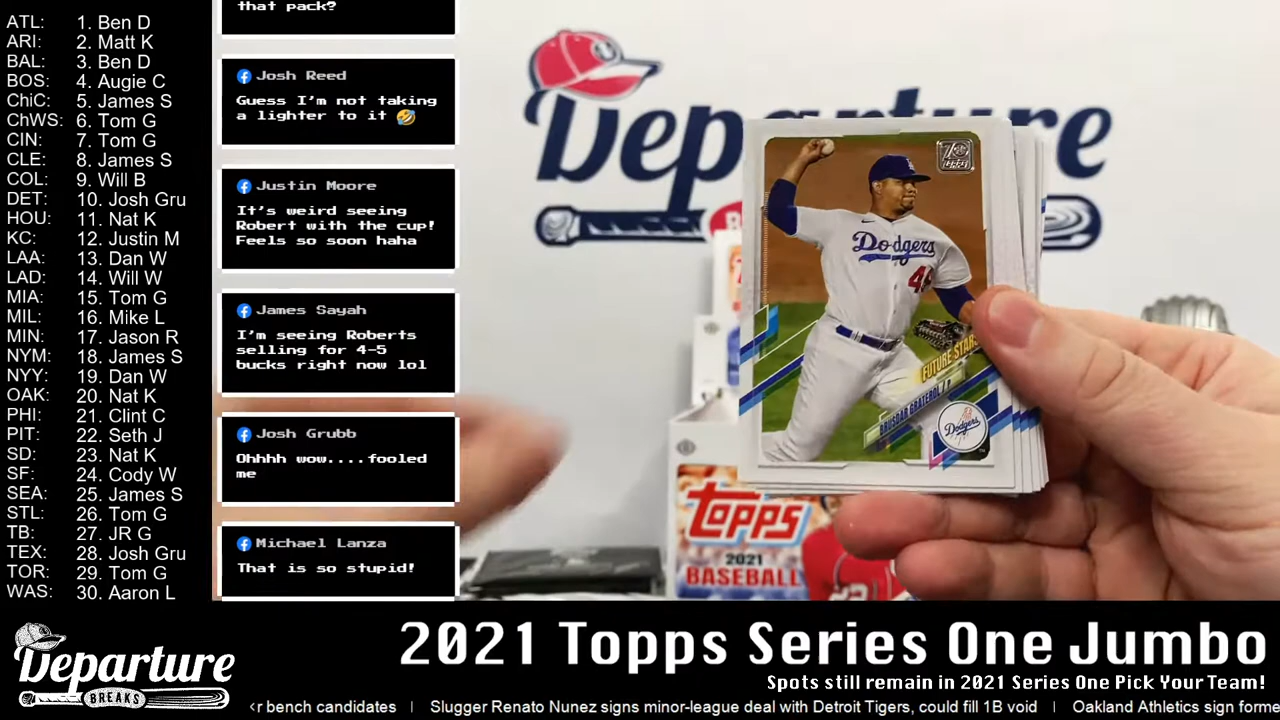 ATL: 1. Ben D
ARI: 2. Matt K
BAL: 3. Ben D
BOS: 4. Augie C
ChiC: 5. James S
ChWS: 6. Tom G
CIN: 7. Tom G
CLE: 8. James S
COL: 9. Will B
DET: 10. Josh Gru
HOU: 11. Nat K
KC: 12. Justin M
LAA: 13. Dan W
LAD: 14. Will W
MIA: 15. Tom G
MIL: 16. Mike L
MIN: 17. Jason R
NYM: 18. James S
NYY: 19. Dan W
OAK: 20. Nat K
PHI: 21. Clint C
PIT: 22. Seth J
SD: 23. Nat K
SF: 24. Cody W
SEA: 25. James S
STL: 26. Tom G
TB: 27. JR G
TEX: 28. Josh Gru
TOR: 29. Tom G
WAS: 30. Aaron L
that pack?
Josh Reed
Guess I'm not taking
a lighter to it 🤣
Justin Moore
It's weird seeing
Robert with the cup!
Feels so soon haha
James Sayah
I'm seeing Roberts
selling for 4-5
bucks right now lol
Josh Grubb
Ohhhh wow....fooled
me
Michael Lanza
That is so stupid!
Departure
70
TOPPS
Dodgers
FUTURE STARS
BRUSDAR GRATEROL / P
Dodgers
topps
2021
BASEBALL
Departure
BREAKS
2021 Topps Series One Jumbo
Spots still remain in 2021 Series One Pick Your Team!
r bench candidates | Slugger Renato Nunez signs minor-league deal with Detroit Tigers, could fill 1B void | Oakland Athletics sign forme